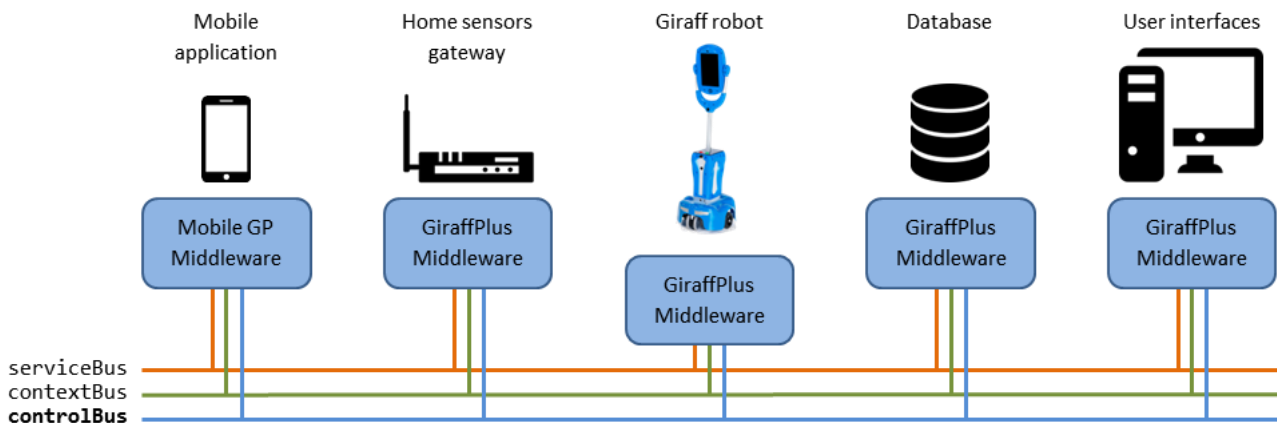 Mobile
application
Home sensors
gateway
Giraff robot
Database
User interfaces
Mobile GP
Middleware
GiraffPlus
Middleware
GiraffPlus
Middleware
GiraffPlus
Middleware
GiraffPlus
Middleware
serviceBus
contextBus
controlBus